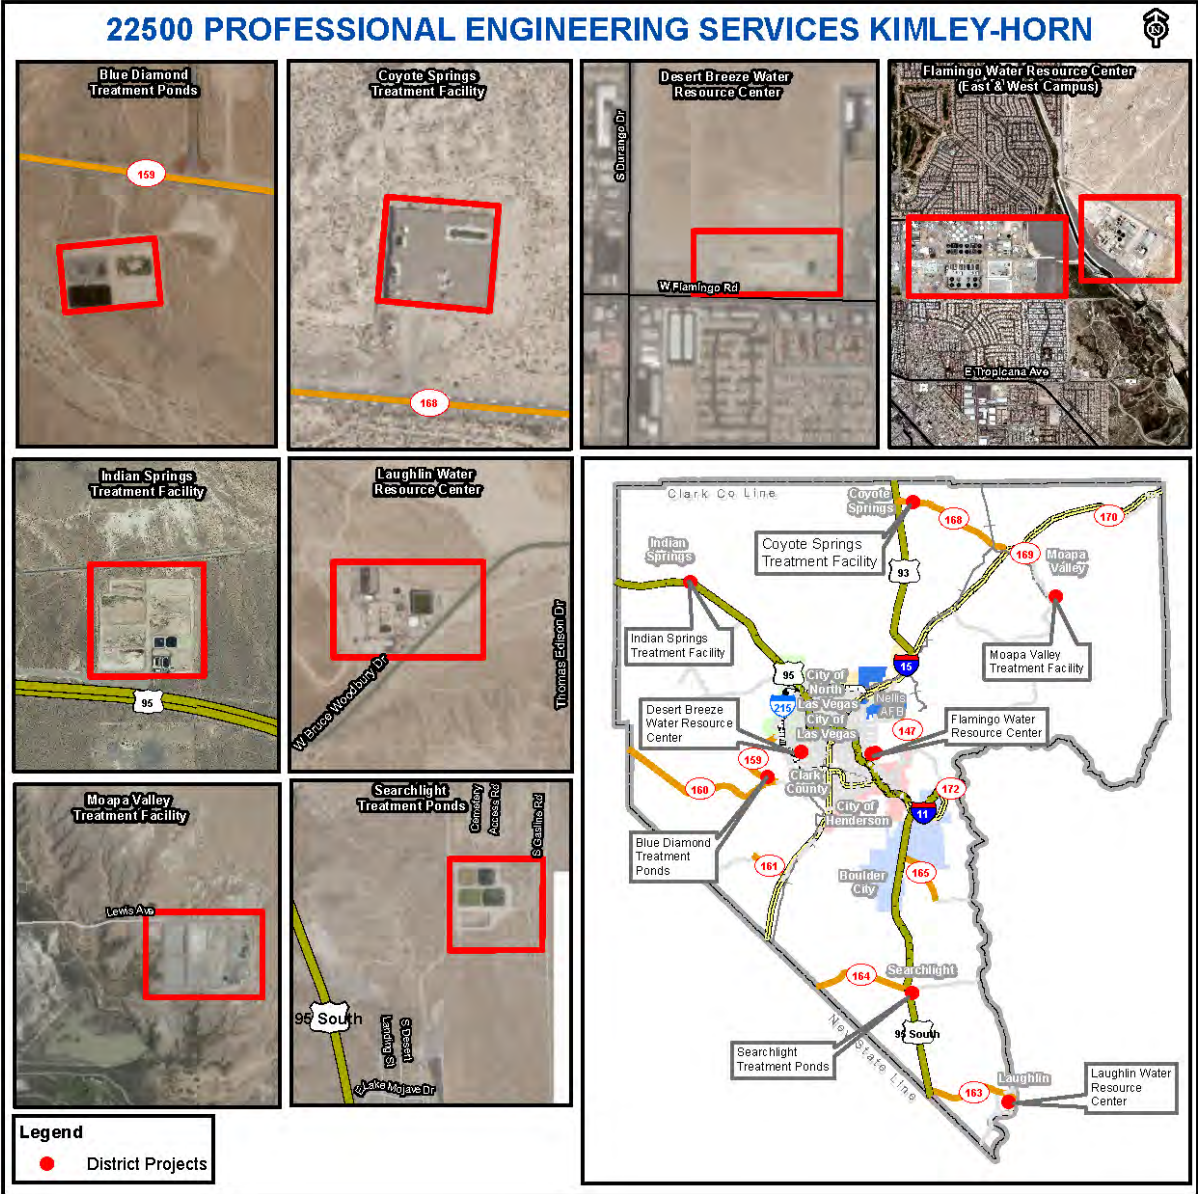 22500 PROFESSIONAL ENGINEERING SERVICES KIMLEY-HORN
N
Blue Diamond
Treatment Ponds
159
Coyote Springs
Treatment Facility
168
Desert Breeze Water
Resource Center
S Durango Dr
W Flamingo Rd
Flamingo Water Resource Center
(East & West Campus)
E Tropicana Ave
Indian Springs
Treatment Facility
95
Laughlin Water
Resource Center
W Bruce Woodbury Dr
Thomas Edison Dr
Moapa Valley
Treatment Facility
Lewis Ave
Searchlight
Treatment Ponds
Cemetery
Access Rd
S Gasline Rd
95 South
S Desert
Landing St
E Lake Mojave Dr
Clark Co Line
Coyote
Springs
168
170
Indian
Springs
Coyote Springs
Treatment Facility
93
169
Moapa
Valley
Indian Springs
Treatment Facility
Moapa Valley
Treatment Facility
15
95
City of
North
Las Vegas
215
Nellis
AFB
City of
Las Vegas
Desert Breeze
Water Resource
Center
Flamingo Water
Resource Center
147
159
160
Clark
County
172
City of
Henderson
11
Blue Diamond
Treatment
Ponds
161
Boulder
City
165
164
Searchlight
95 South
Nev State Line
Searchlight
Treatment Ponds
163
Laughlin
Laughlin Water
Resource
Center
Legend
District Projects